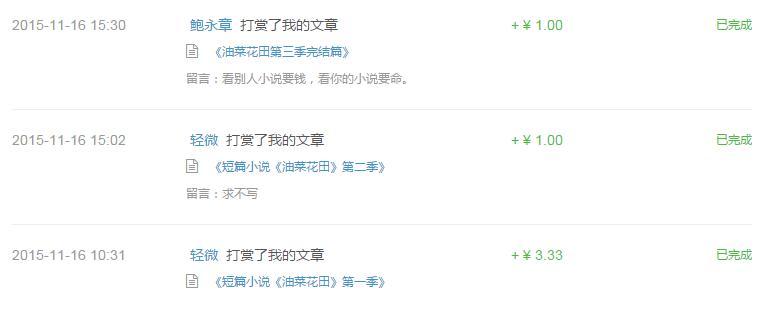 2015-11-16 15:30 鲍永章 打赏了我的文章 + ¥ 1.00 已完成
《油菜花田第三季完结篇》
留言：看别人小说要钱，看你的小说要命。
2015-11-16 15:02 轻微 打赏了我的文章 + ¥ 1.00 已完成
《短篇小说《油菜花田》第二季》
留言：求不写
2015-11-16 10:31 轻微 打赏了我的文章 + ¥ 3.33 已完成
《短篇小说《油菜花田》第一季》